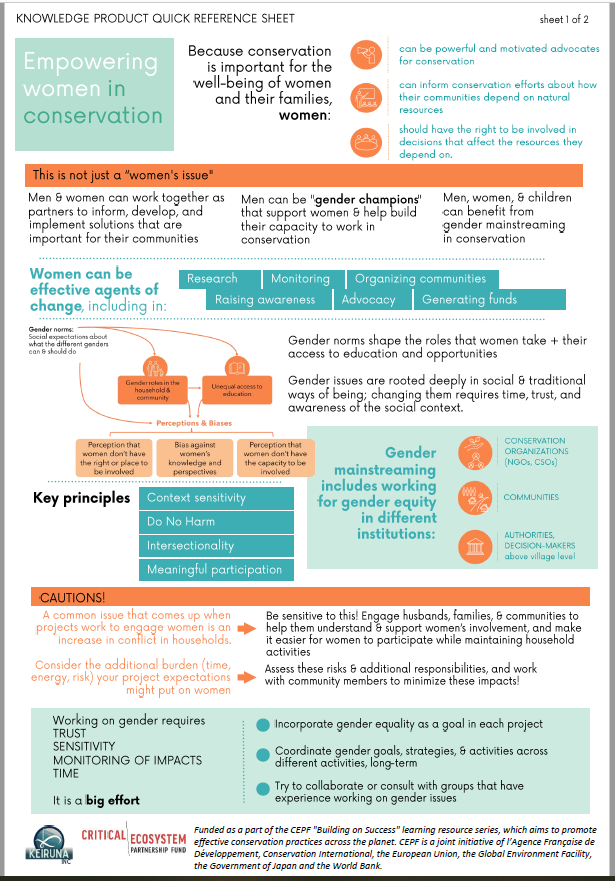 KNOWLEDGE PRODUCT QUICK REFERENCE SHEET
sheet 1 of 2
Empowering
women in
conservation
Because conservation
is important for the
well-being of women
and their families,
women:
can be powerful and motivated advocates
for conservation
can inform conservation efforts about how
their communities depend on natural
resources
should have the right to be involved in
decisions that affect the resources they
depend on.
This is not just a "women's issue"
Men & women can work together as
partners to inform, develop, and
implement solutions that are
important for their communities
Men can be "gender champions"
that support women & help build
their capacity to work in
conservation
Men, women, & children
can benefit from
gender mainstreaming
in conservation
Women can be
effective agents of
change, including in:
Research
Monitoring
Organizing communities
Raising awareness
Advocacy
Generating funds
Gender norms:
Social expectations about
what the different genders
can & should do
Gender roles in the
household &
community
Unequal access to
education
Perceptions & Biases
Perception that
women don't have
the right or place to
be involved
Bias against
women's
knowledge and
perspectives
Perception that
women don't have
the capacity to be
involved
Gender norms shape the roles that women take + their
access to education and opportunities
Gender issues are rooted deeply in social & traditional
ways of being; changing them requires time, trust, and
awareness of the social context.
Key principles
Context sensitivity
Do No Harm
Intersectionality
Meaningful participation
Gender
mainstreaming
includes working
for gender equity
in different
institutions:
CONSERVATION
ORGANIZATIONS
(NGOs, CSOs)
COMMUNITIES
AUTHORITIES,
DECISION-MAKERS
above village level
CAUTIONS!
A common issue that comes up when
projects work to engage women is an
increase in conflict in households.
Be sensitive to this! Engage husbands, families, & communities to
help them understand & support women's involvement, and make
it easier for women to participate while maintaining household
activities
Consider the additional burden (time,
energy, risk) your project expectations
might put on women
Assess these risks & additional responsibilities, and work
with community members to minimize these impacts!
Working on gender requires
TRUST
SENSITIVITY
MONITORING OF IMPACTS
TIME
It is a big effort
Incorporate gender equality as a goal in each project
Coordinate gender goals, strategies, & activities across
different activities, long-term
Try to collaborate or consult with groups that have
experience working on gender issues
KEIRUNA
INC
CRITICAL ECOSYSTEM
PARTNERSHIP FUND
Funded as a part of the CEPF "Building on Success" learning resource series, which aims to promote
effective conservation practices across the planet. CEPF is a joint initiative of l'Agence Française de
Développement, Conservation International, the European Union, the Global Environment Facility,
the Government of Japan and the World Bank.